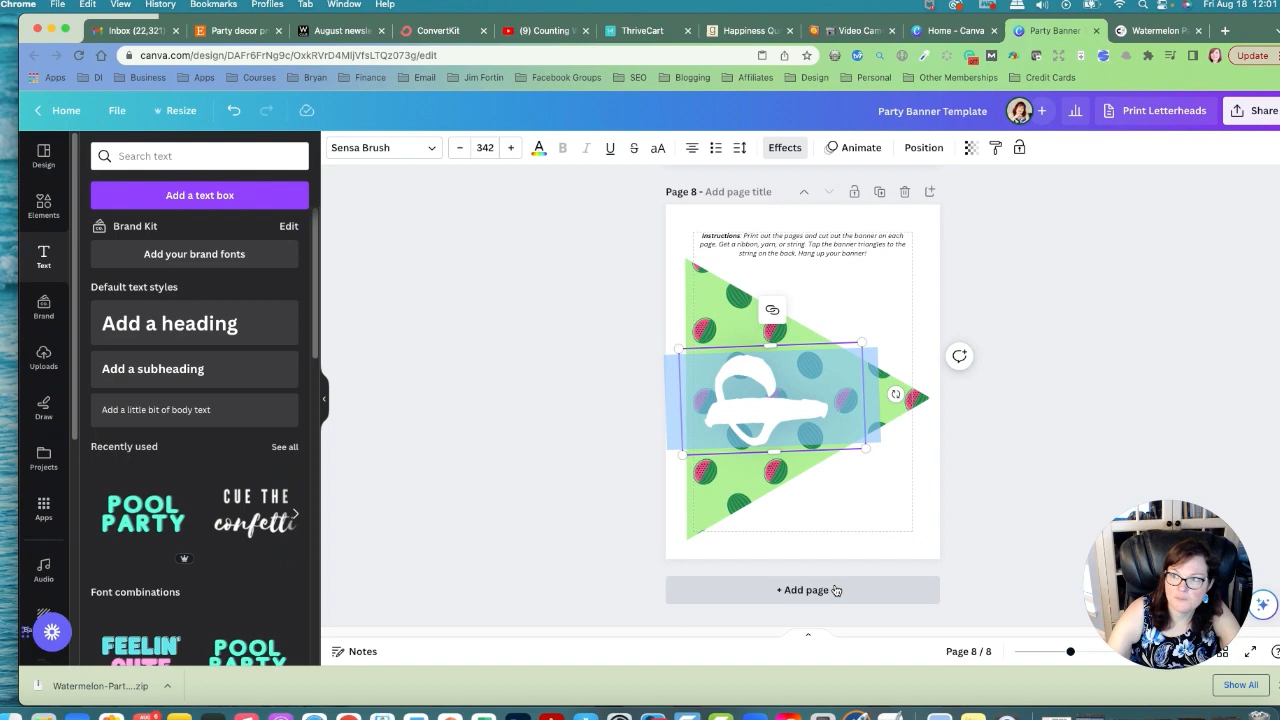 Chrome File Edit View History Bookmarks Profiles Tab Window Help Fri Aug 18 12:01
Gmail (22,321) Etsy Party decor pr August newsle ConvertKit (9) Counting ThriveCart Happiness Qu Video Cam Home - Canva Party Banner Watermelon P
canva.com/design/DAFr6FrNg9c/OxkRVrD4MljVfsLTQz073g/edit Update
Apps DI Business Apps Courses Bryan Finance Email Jim Fortin Facebook Groups SEO Blogging Affiliates Design Personal Other Memberships Credit Cards
Home File Resize Party Banner Template Print Letterheads Share
Design
Elements
Text
Brand
Uploads
Draw
Projects
Apps
Audio
Search text
Add a text box
Brand Kit Edit
Add your brand fonts
Default text styles
Add a heading
Add a subheading
Add a little bit of body text
Recently used See all
POOL
PARTY
CUE THE
confetti
Font combinations
FEELIN'
CUTE
POOL
PARTY
Sensa Brush 342 A B I U S aA Effects Animate Position
Page 8 - Add page title
Instructions: Print out the pages and cut out the banner on each
page. Get a ribbon, yarn, or string. Tap the banner triangles to the
string on the back. Hang up your banner!
+ Add page
Notes Page 8 / 8
Watermelon-Part....zip Show All